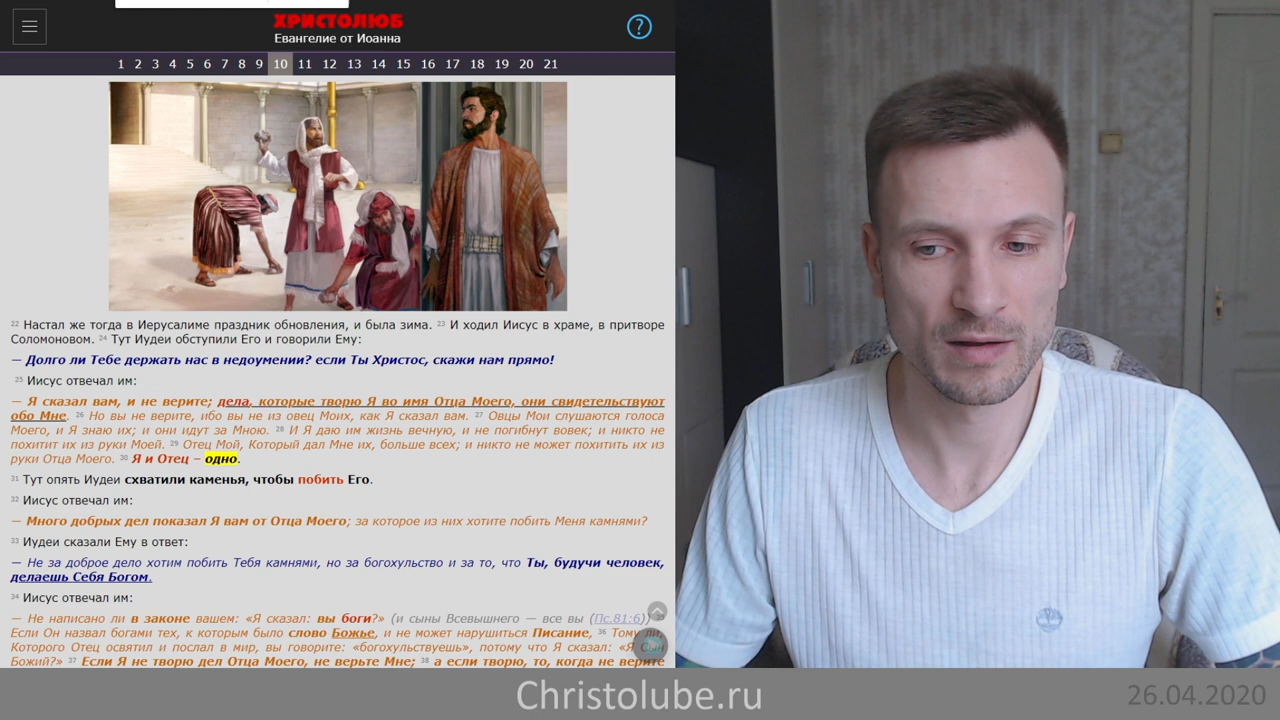 ХРИСТОЛЮБ
Евангелие от Иоанна
1 2 3 4 5 6 7 8 9 10 11 12 13 14 15 16 17 18 19 20 21
22 Настал же тогда в Иерусалиме праздник обновления, и была зима. 23 И ходил Иисус в храме, в притворе
Соломоновом. 24 Тут Иудеи обступили Его и говорили Ему:
— Долго ли Тебе держать нас в недоумении? если Ты Христос, скажи нам прямо!
25 Иисус отвечал им:
— Я сказал вам, и не верите; дела, которые творю Я во имя Отца Моего, они свидетельствуют
обо Мне. 26 Но вы не верите, ибо вы не из овец Моих, как Я сказал вам. 27 Овцы Мои слушаются голоса
Моего, и Я знаю их; и они идут за Мною. 28 И Я даю им жизнь вечную, и не погибнут вовек; и никто не
похитит их из руки Моей. 29 Отец Мой, Который дал Мне их, больше всех; и никто не может похитить их из
руки Отца Моего. 30 Я и Отец – одно.
31 Тут опять Иудеи схватили каменья, чтобы побить Его.
32 Иисус отвечал им:
— Много добрых дел показал Я вам от Отца Моего; за которое из них хотите побить Меня камнями?
33 Иудеи сказали Ему в ответ:
— Не за доброе дело хотим побить Тебя камнями, но за богохульство и за то, что Ты, будучи человек,
делаешь Себя Богом.
34 Иисус отвечал им:
— Не написано ли в законе вашем: «Я сказал: вы боги?» (и сыны Всевышнего — все вы (Пс.81:6)) 35
Если Он назвал богами тех, к которым было слово Божье, и не может нарушиться Писание, 36 Тому ли,
Которого Отец освятил и послал в мир, вы говорите: «богохульствуешь», потому что Я сказал: «Я Сын
Божий?» 37 Если Я не творю дел Отца Моего, не верьте Мне; 38 а если творю, то, когда не верите
Christolube.ru
26.04.2020